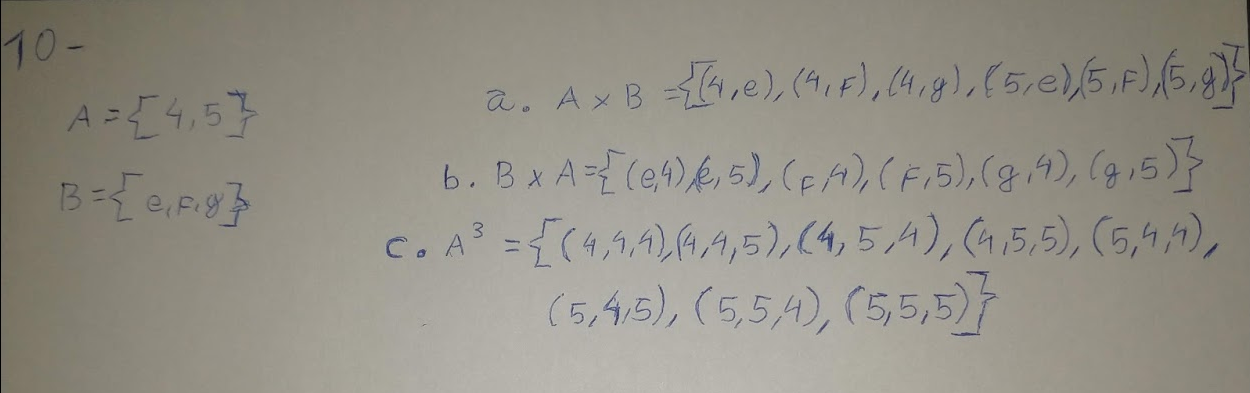 10-
A = {4,5}
B = {e,F,g}
a. A x B = {(4,e),(4,F),(4,g),(5,e),(5,F),(5,g)}
b. B x A = {(e,4),(e,5),(F,4),(F,5),(g,4),(g,5)}
c. A³ = {(4,4,4),(4,4,5),(4,5,4),(4,5,5),(5,4,4),
(5,4,5),(5,5,4),(5,5,5)}